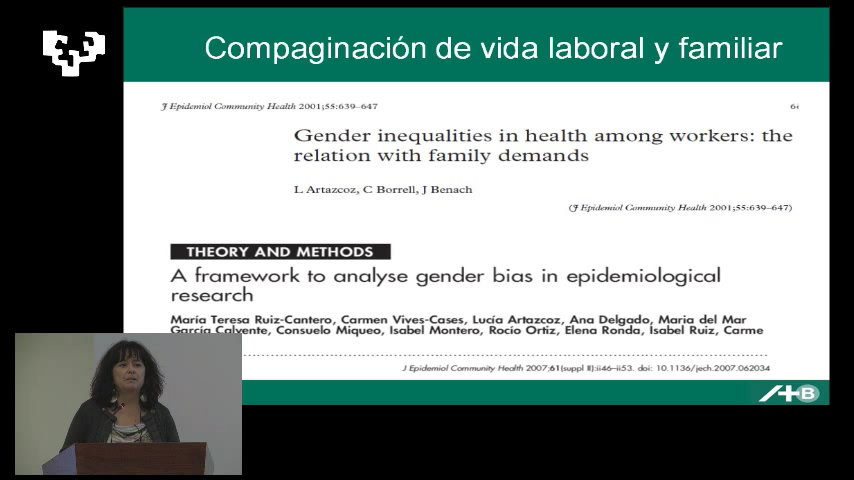 Compaginación de vida laboral y familiar
J Epidemiol Community Health 2001;55:639–647
Gender inequalities in health among workers: the
relation with family demands
L Artazcoz, C Borrell, J Benach
(J Epidemiol Community Health 2001;55:639–647)
THEORY AND METHODS
A framework to analyse gender bias in epidemiological
research
María Teresa Ruiz-Cantero, Carmen Vives-Cases, Lucía Artazcoz, Ana Delgado, Maria del Mar
García Calvente, Consuelo Miqueo, Isabel Montero, Rocío Ortiz, Elena Ronda, Isabel Ruiz, Carme
J Epidemiol Community Health 2007;61(suppl II):ii46–ii53. doi: 10.1136/jech.2007.062034